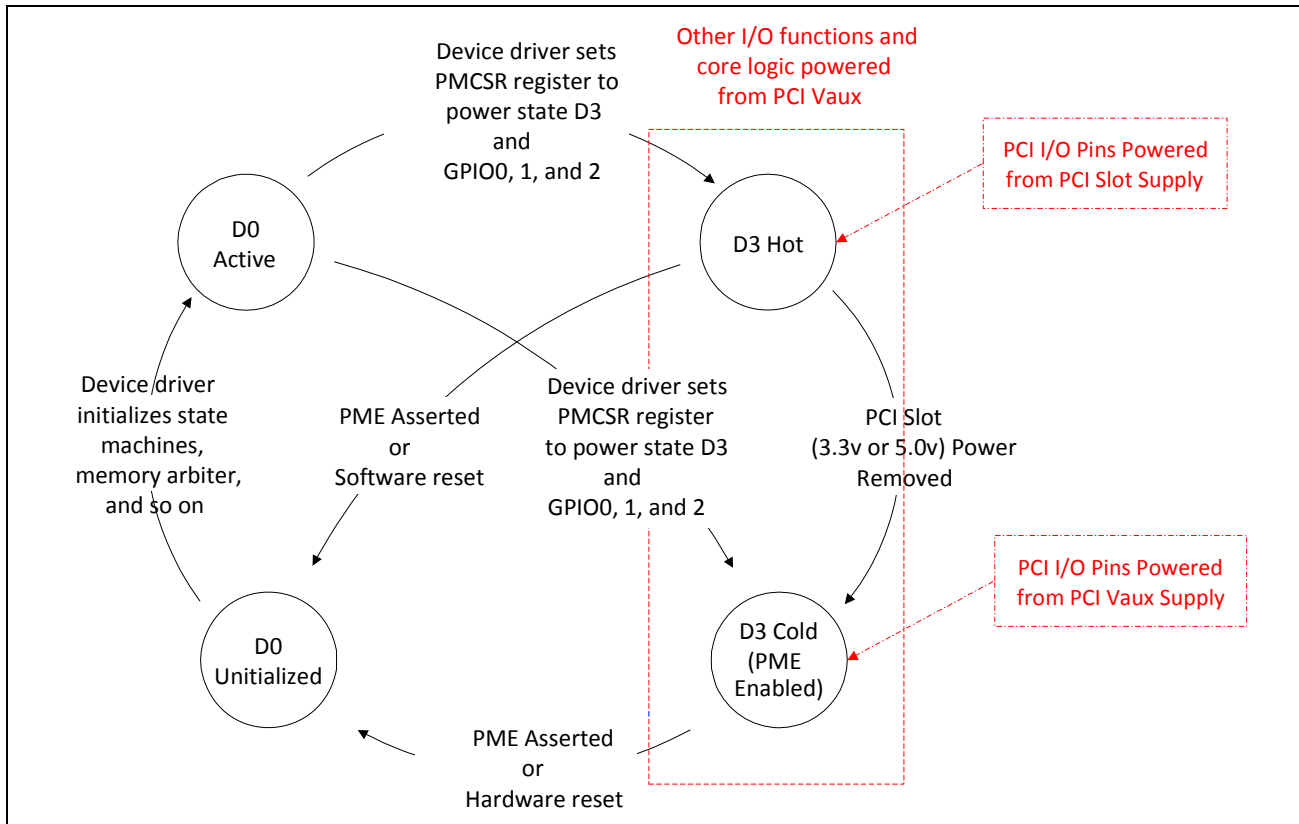 Device driver sets
PMCSR register to
power state D3
and
GPIO0, 1, and 2
Other I/O functions and
core logic powered
from PCI Vaux
PCI I/O Pins Powered
from PCI Slot Supply
D0
Active
D3 Hot
Device driver
initializes state
machines,
memory arbiter,
and so on
PME Asserted
or
Software reset
Device driver sets
PMCSR register
to power state D3
and
GPIO0, 1, and 2
PCI Slot
(3.3v or 5.0v) Power
Removed
PCI I/O Pins Powered
from PCI Vaux Supply
D0
Unitialized
D3 Cold
(PME
Enabled)
PME Asserted
or
Hardware reset